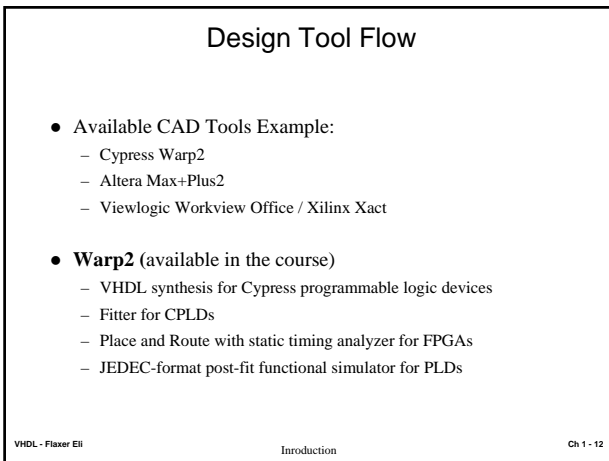 Design Tool Flow
● Available CAD Tools Example:
– Cypress Warp2
– Altera Max+Plus2
– Viewlogic Workview Office / Xilinx Xact
● Warp2 (available in the course)
– VHDL synthesis for Cypress programmable logic devices
– Fitter for CPLDs
– Place and Route with static timing analyzer for FPGAs
– JEDEC-format post-fit functional simulator for PLDs
VHDL - Flaxer Eli
Inroduction
Ch 1 - 12